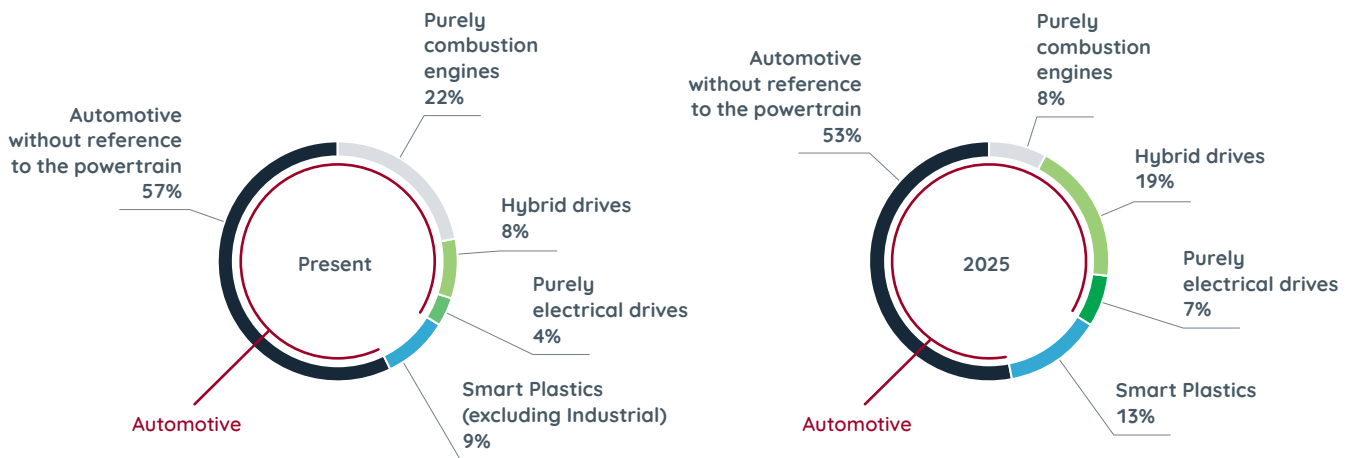 Purely
combustion
engines
22%
Automotive
without reference
to the powertrain
57%
Hybrid drives
8%
Present
Purely
electrical drives
4%
Smart Plastics
(excluding Industrial)
9%
Automotive
Purely
combustion
engines
8%
Automotive
without reference
to the powertrain
53%
Hybrid drives
19%
2025
Purely
electrical drives
7%
Smart Plastics
13%
Automotive